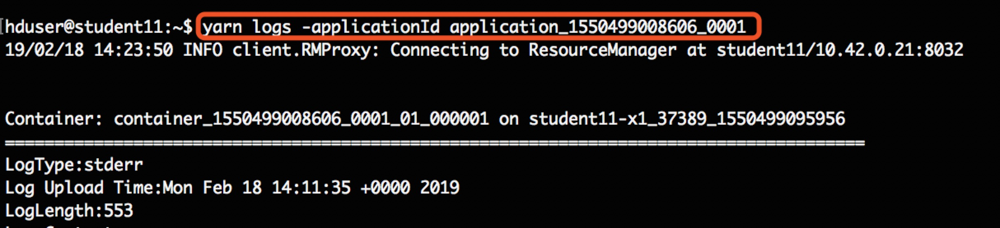 hduser@student11:~$ yarn logs -applicationId application_1550499008606_0001
19/02/18 14:23:50 INFO client.RMProxy: Connecting to ResourceManager at student11/10.42.0.21:8032
Container: container_1550499008606_0001_01_000001 on student11-x1_37389_1550499095956
=======================================================================================
LogType:stderr
Log Upload Time:Mon Feb 18 14:11:35 +0000 2019
LogLength:553